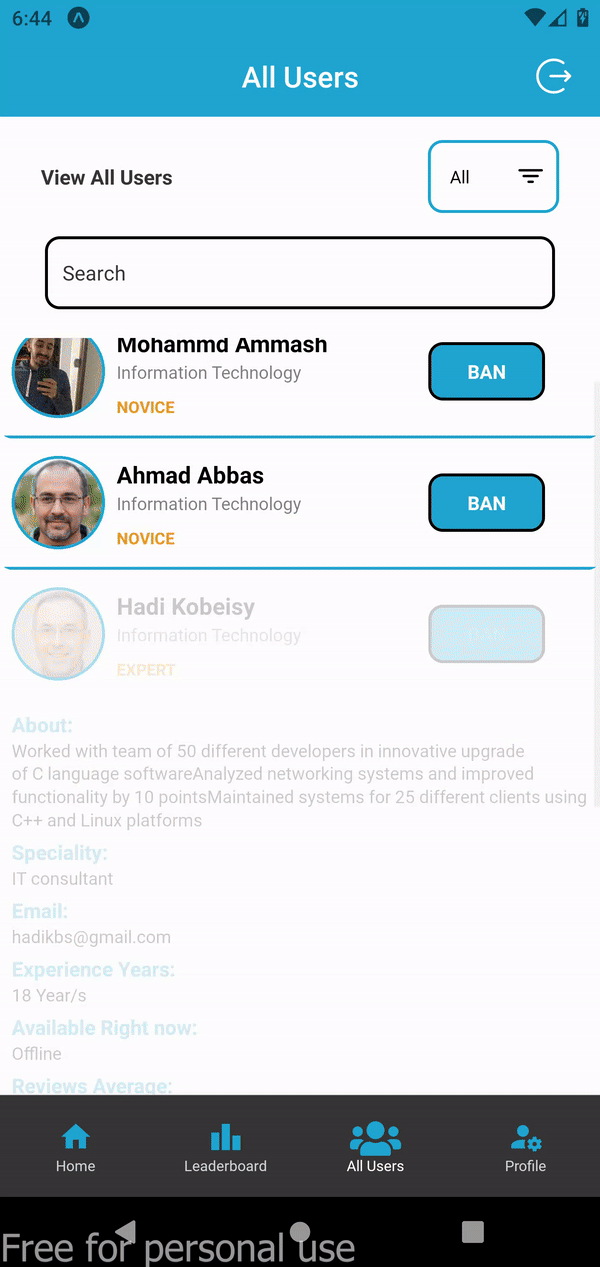 6:44
All Users
View All Users
All
Search
Mohammd Ammash
Information Technology
BAN
NOVICE
Ahmad Abbas
Information Technology
BAN
NOVICE
Hadi Kobeisy
Information Technology
BAN
EXPERT
About:
Worked with team of 50 different developers in innovative upgrade
of C language softwareAnalyzed networking systems and improved
functionality by 10 pointsMaintained systems for 25 different clients using
C++ and Linux platforms
Speciality:
IT consultant
Email:
hadikbs@gmail.com
Experience Years:
18 Year/s
Available Right now:
Offline
Reviews Average:
Home
Leaderboard
All Users
Profile
Free for personal use